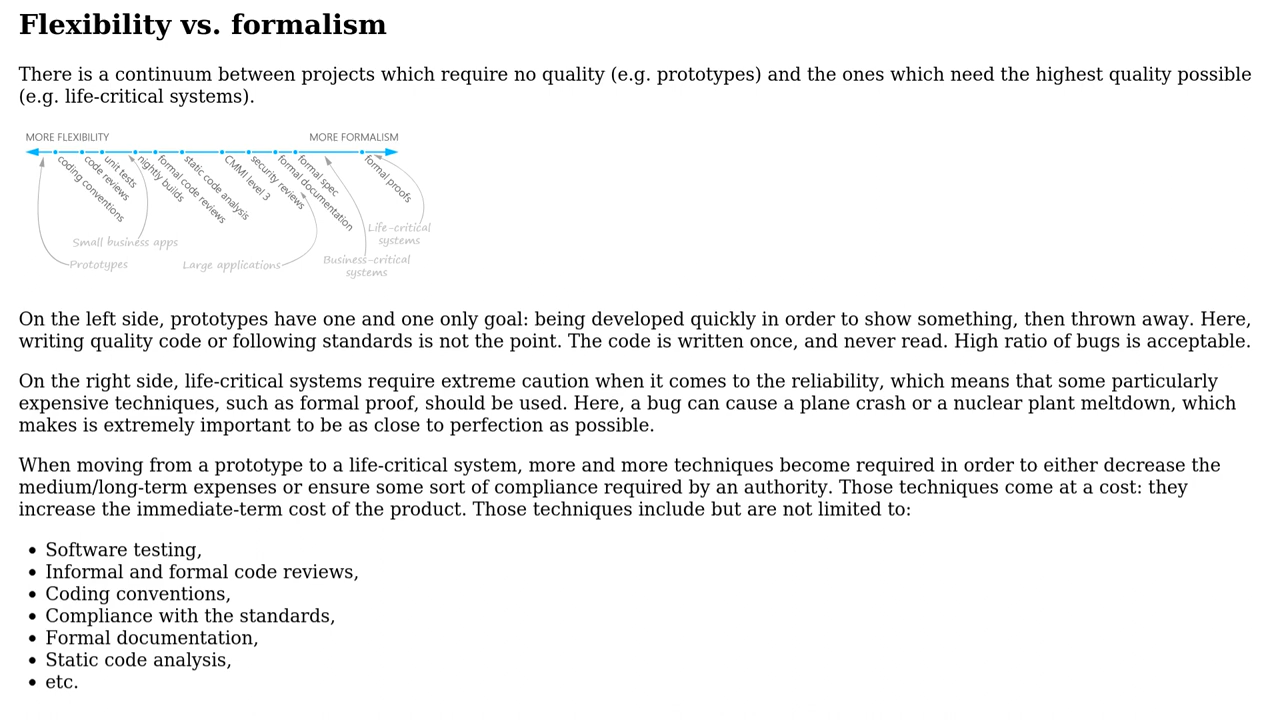 Flexibility vs. formalism
There is a continuum between projects which require no quality (e.g. prototypes) and the ones which need the highest quality possible
(e.g. life-critical systems).
MORE FLEXIBILITY
MORE FORMALISM
coding conventions
code reviews
unit tests
nightly builds
formal code reviews
static code analysis
CMMI level 3
security reviews
formal documentation
formal spec
formal proofs
Small business apps
Prototypes
Large applications
Business-critical
systems
Life-critical
systems
On the left side, prototypes have one and one only goal: being developed quickly in order to show something, then thrown away. Here,
writing quality code or following standards is not the point. The code is written once, and never read. High ratio of bugs is acceptable.
On the right side, life-critical systems require extreme caution when it comes to the reliability, which means that some particularly
expensive techniques, such as formal proof, should be used. Here, a bug can cause a plane crash or a nuclear plant meltdown, which
makes is extremely important to be as close to perfection as possible.
When moving from a prototype to a life-critical system, more and more techniques become required in order to either decrease the
medium/long-term expenses or ensure some sort of compliance required by an authority. Those techniques come at a cost: they
increase the immediate-term cost of the product. Those techniques include but are not limited to:
• Software testing,
• Informal and formal code reviews,
• Coding conventions,
• Compliance with the standards,
• Formal documentation,
• Static code analysis,
• etc.